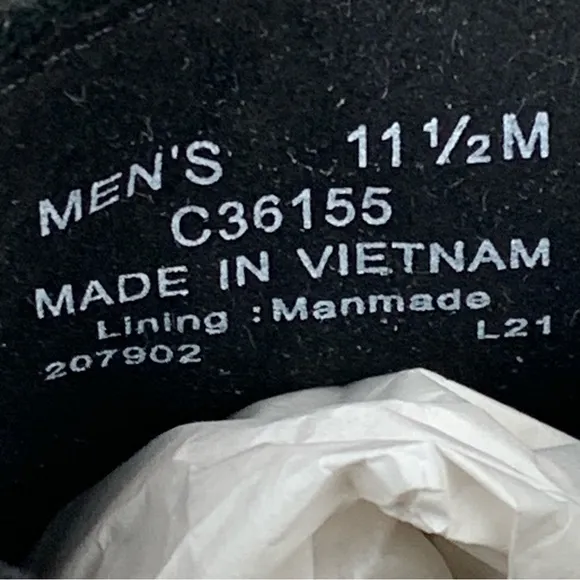 MEN'S 11 ½ M
C36155
MADE IN VIETNAM
Lining : Manmade
207902 L21